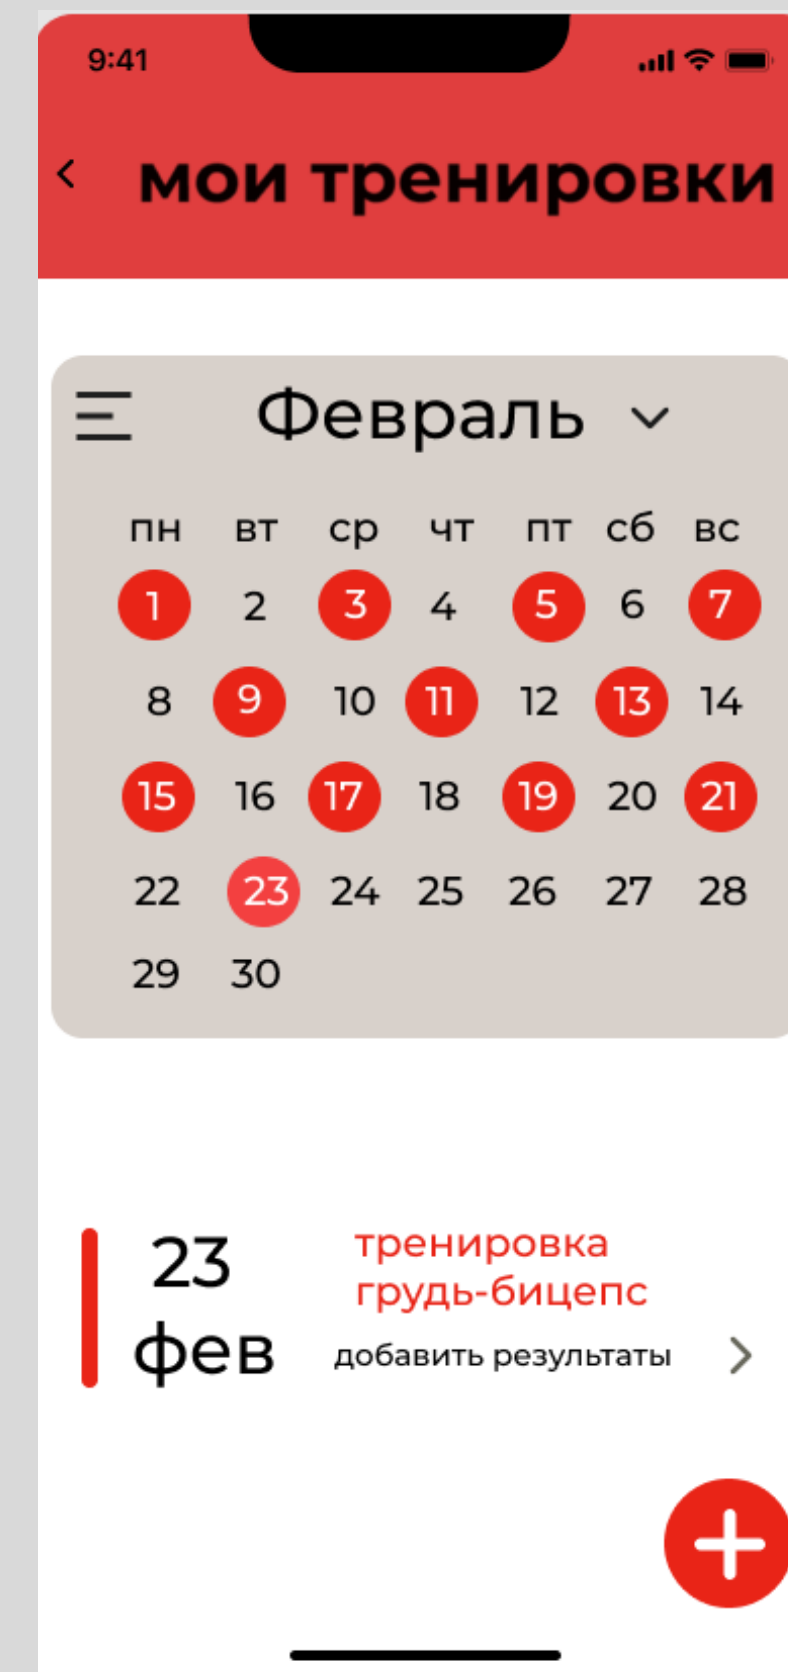 9:41
мои тренировки
Февраль
пн вт ср чт пт сб вс
1 2 3 4 5 6 7
8 9 10 11 12 13 14
15 16 17 18 19 20 21
22 23 24 25 26 27 28
29 30
23
фев
тренировка
грудь-бицепс
добавить результаты